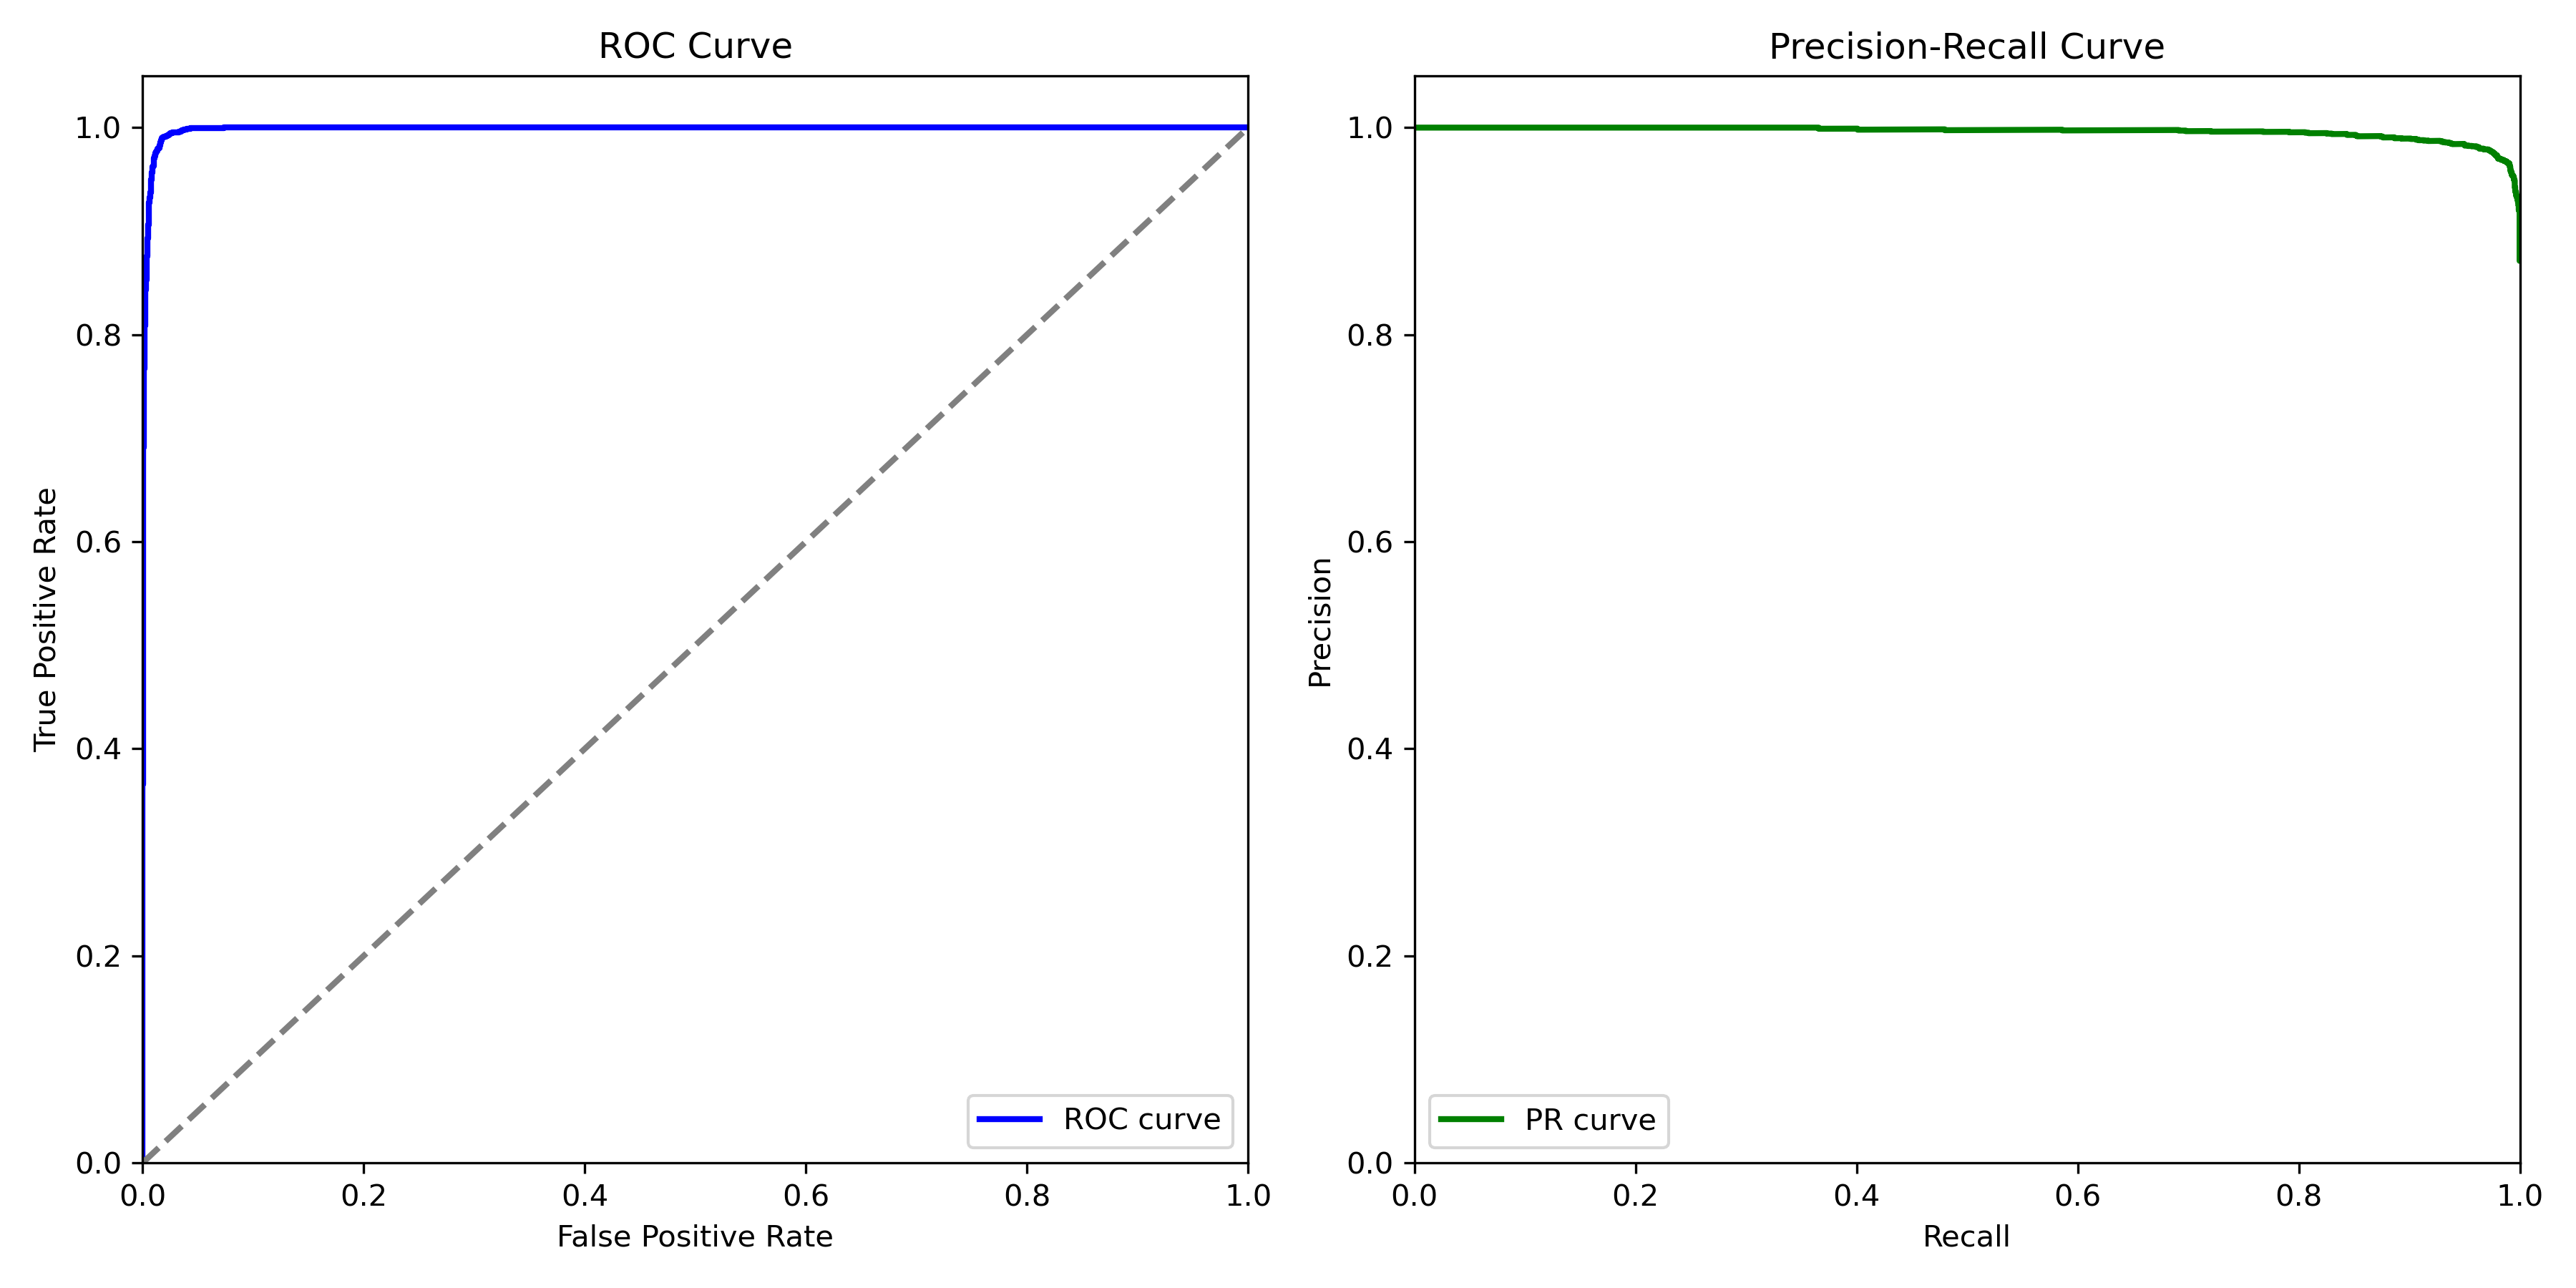 ROC Curve
1.0
0.8
0.6
0.4
0.2
0.0
True Positive Rate
0.0 0.2 0.4 0.6 0.8 1.0
False Positive Rate
ROC curve
Precision-Recall Curve
1.0
0.8
0.6
0.4
0.2
0.0
Precision
0.0 0.2 0.4 0.6 0.8 1.0
Recall
PR curve